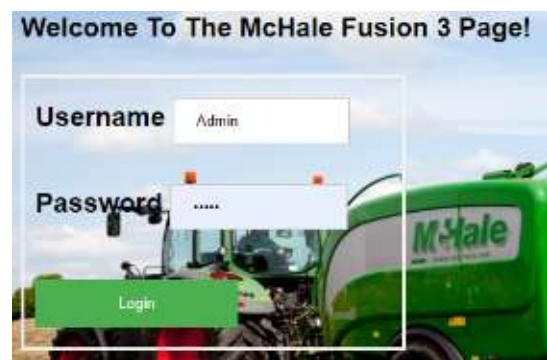 Welcome To The McHale Fusion 3 Page!
Username Admin
Password .....
McHale
Login